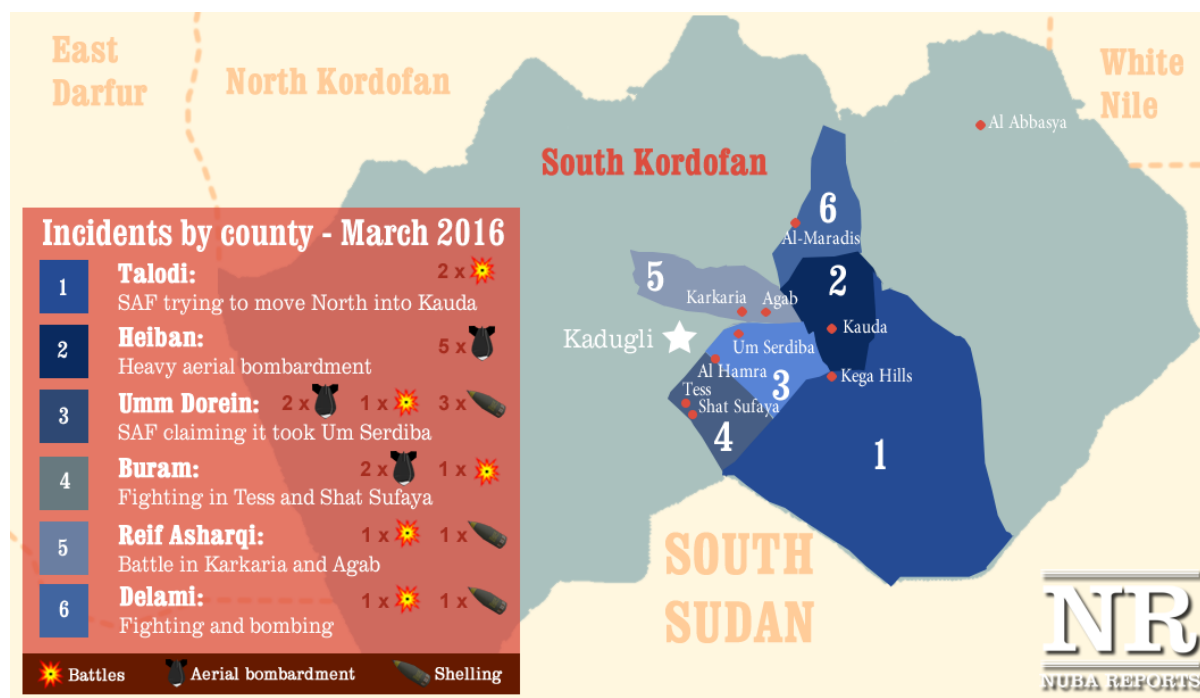 East
Darfur
North Kordofan
White
Nile
Al Abbasya
South Kordofan
6
Al-Maradis
5
2
Karkaria
Agab
Kadugli
Um Serdiba
Kauda
Al Hamra
Kega Hills
Tess
3
Shat Sufaya
4
1
SOUTH
SUDAN
Incidents by county - March 2016
1
Talodi:
2 x
SAF trying to move North into Kauda
2
Heiban:
5 x
Heavy aerial bombardment
3
Umm Dorein:
2 x
1 x
3 x
SAF claiming it took Um Serdiba
4
Buram:
2 x
1 x
Fighting in Tess and Shat Sufaya
5
Reif Asharqi:
1 x
1 x
Battle in Karkaria and Agab
6
Delami:
1 x
1 x
Fighting and bombing
Battles
Aerial bombardment
Shelling
NR
NUBA REPORTS